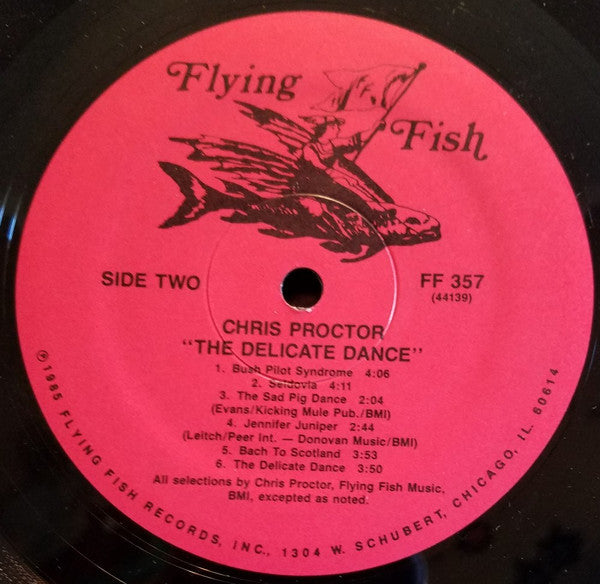 Flying Fish
SIDE TWO
FF 357
(44139)
CHRIS PROCTOR
"THE DELICATE DANCE"
1. Bush Pilot Syndrome 4:06
2. Seldovia 4:11
3. The Sad Pig Dance 2:04
(Evans/Kicking Mule Pub./BMI)
4. Jennifer Juniper 2:44
(Leitch/Peer Int. — Donovan Music/BMI)
5. Bach To Scotland 3:53
6. The Delicate Dance 3:50
All selections by Chris Proctor, Flying Fish Music,
BMI, excepted as noted.
℗1985 FLYING FISH RECORDS, INC., 1304 W. SCHUBERT, CHICAGO, IL. 60614